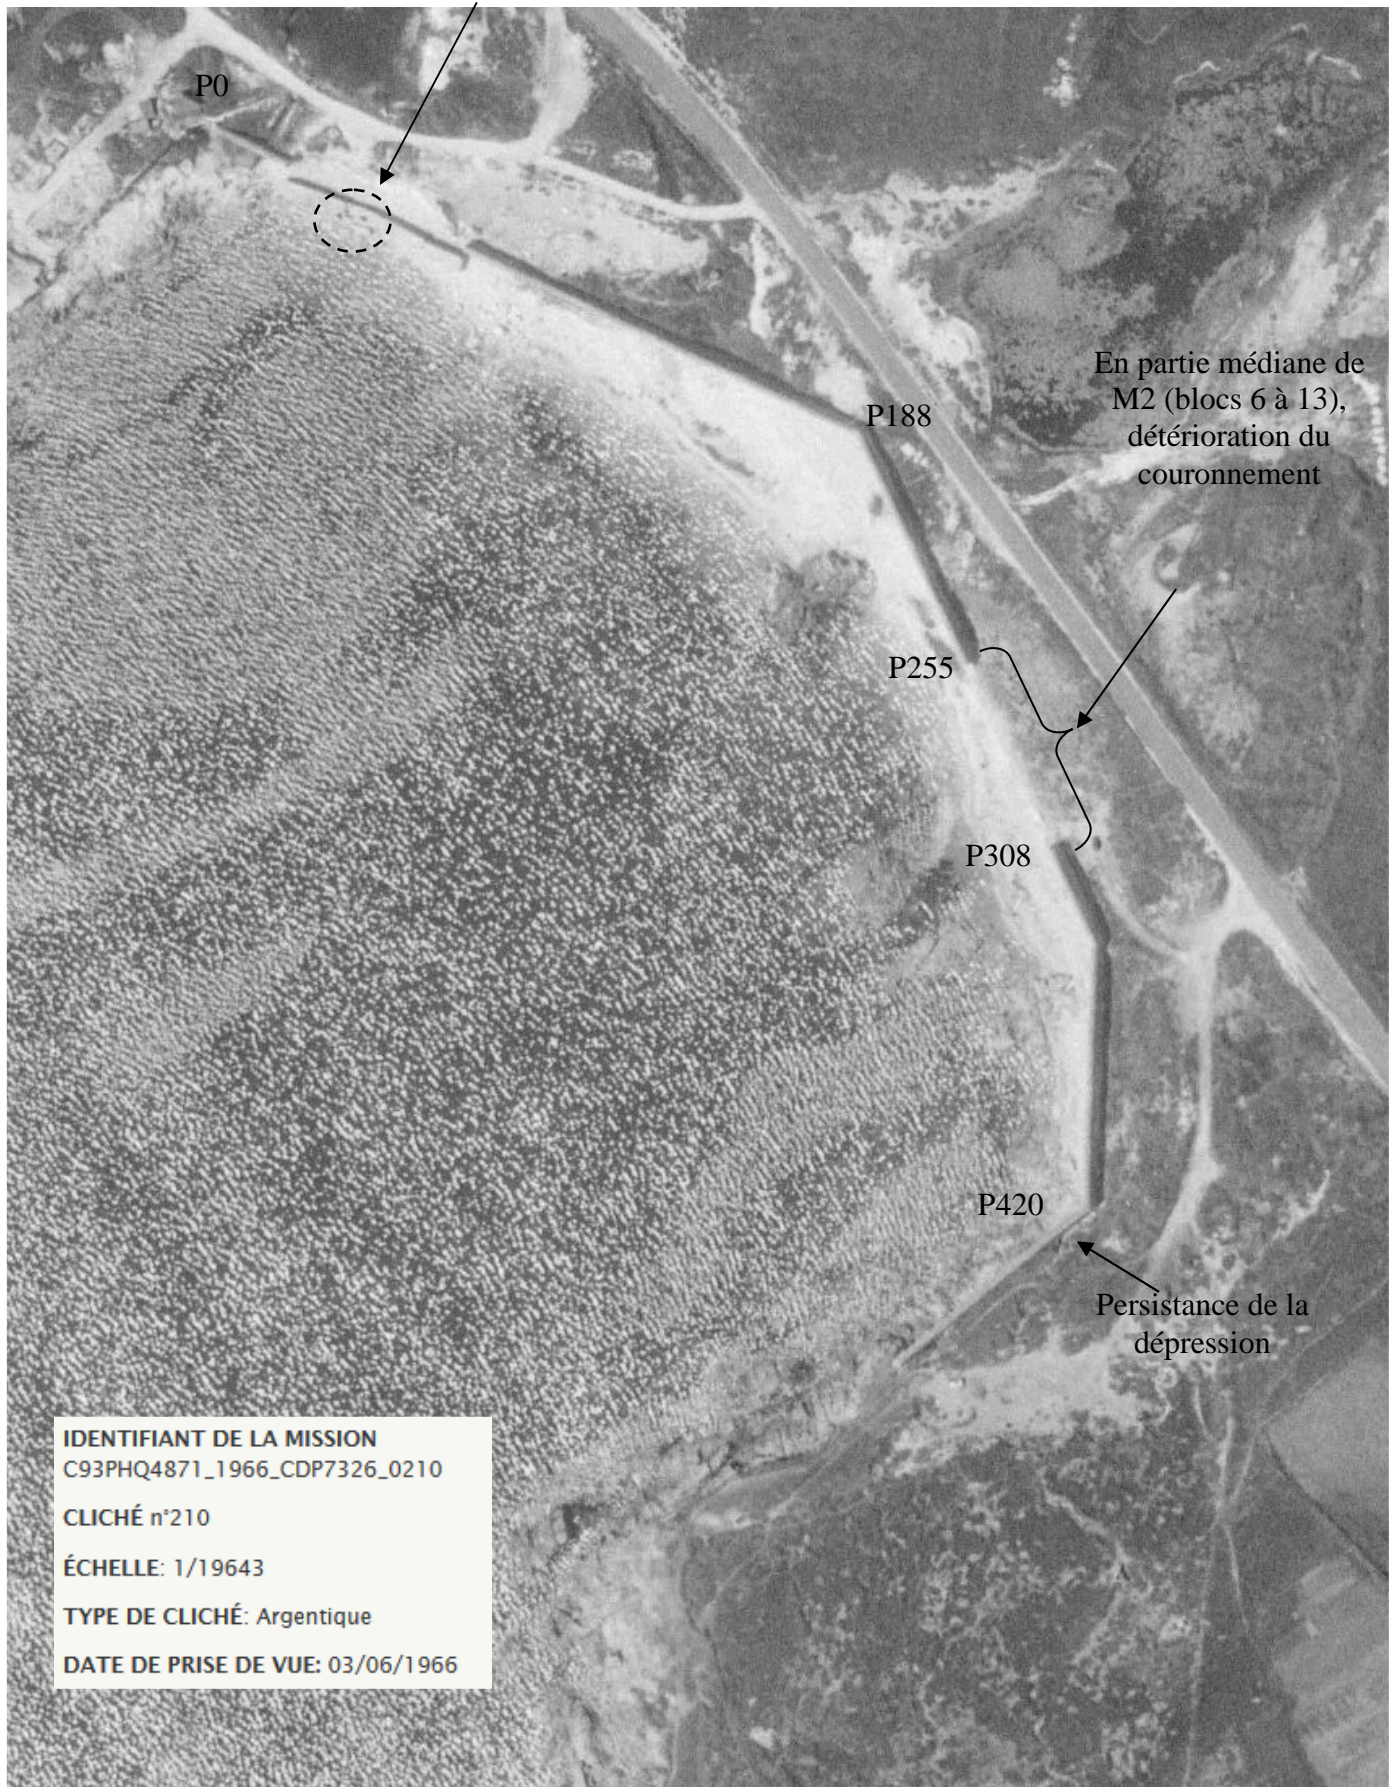 P0
P188
En partie médiane de
M2 (blocs 6 à 13),
détérioration du
couronnement
P255
P308
P420
Persistance de la
dépression
IDENTIFIANT DE LA MISSION
C93PHQ4871_1966_CDP7326_0210
CLICHÉ n°210
ÉCHELLE: 1/19643
TYPE DE CLICHÉ: Argentique
DATE DE PRISE DE VUE: 03/06/1966